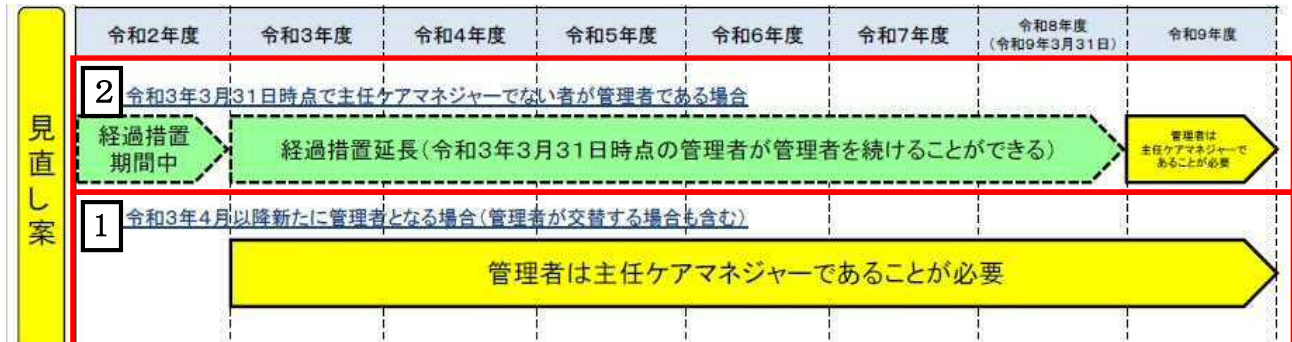 見直し案
令和2年度 令和3年度 令和4年度 令和5年度 令和6年度 令和7年度 令和8年度 令和9年度
(令和9年3月31日)
2 令和3年3月31日時点で主任ケアマネジャーでない者が管理者である場合
経過措置
期間中
経過措置延長(令和3年3月31日時点の管理者が管理者を続けることができる)
管理者は
主任ケアマネジャーで
あることが必要
1 令和3年4月以降新たに管理者となる場合(管理者が交替する場合も含む)
管理者は主任ケアマネジャーであることが必要